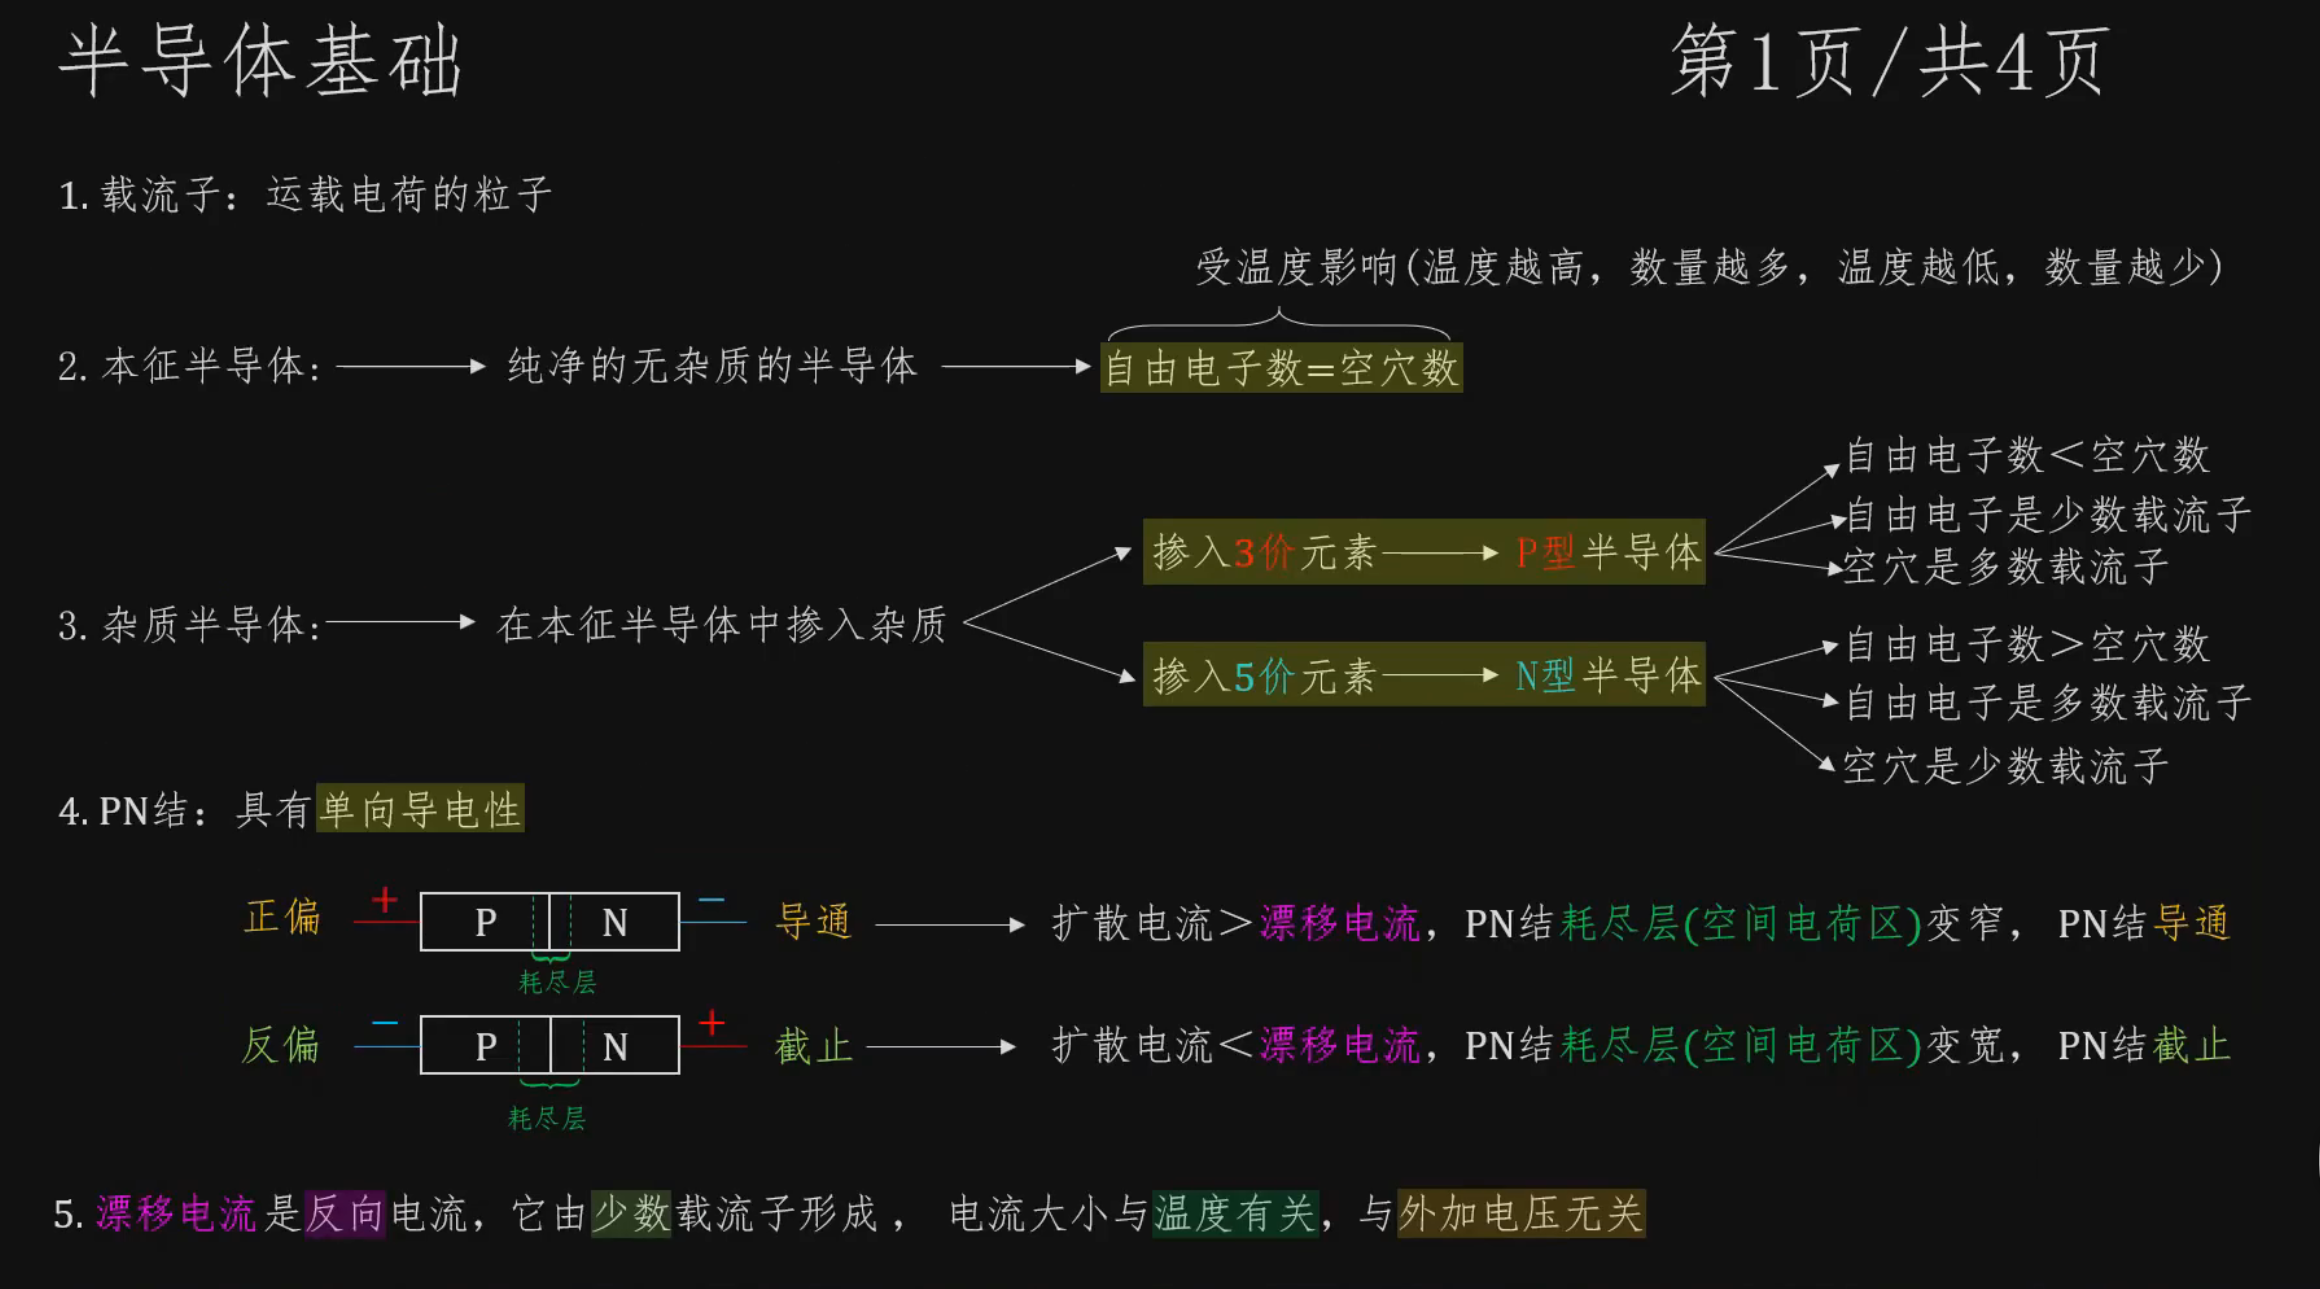 半导体基础
第1页/共4页
1. 载流子：运载电荷的粒子
受温度影响(温度越高，数量越多，温度越低，数量越少)
2. 本征半导体:
纯净的无杂质的半导体
自由电子数=空穴数
3. 杂质半导体:
在本征半导体中掺入杂质
掺入3价元素
P型半导体
自由电子数＜空穴数
自由电子是少数载流子
空穴是多数载流子
掺入5价元素
N型半导体
自由电子数＞空穴数
自由电子是多数载流子
空穴是少数载流子
4. PN结：具有单向导电性
正偏 + P N − 导通
耗尽层
扩散电流＞漂移电流，PN结耗尽层(空间电荷区)变窄，PN结导通
反偏 − P N + 截止
耗尽层
扩散电流＜漂移电流，PN结耗尽层(空间电荷区)变宽，PN结截止
5. 漂移电流是反向电流，它由少数载流子形成，电流大小与温度有关，与外加电压无关